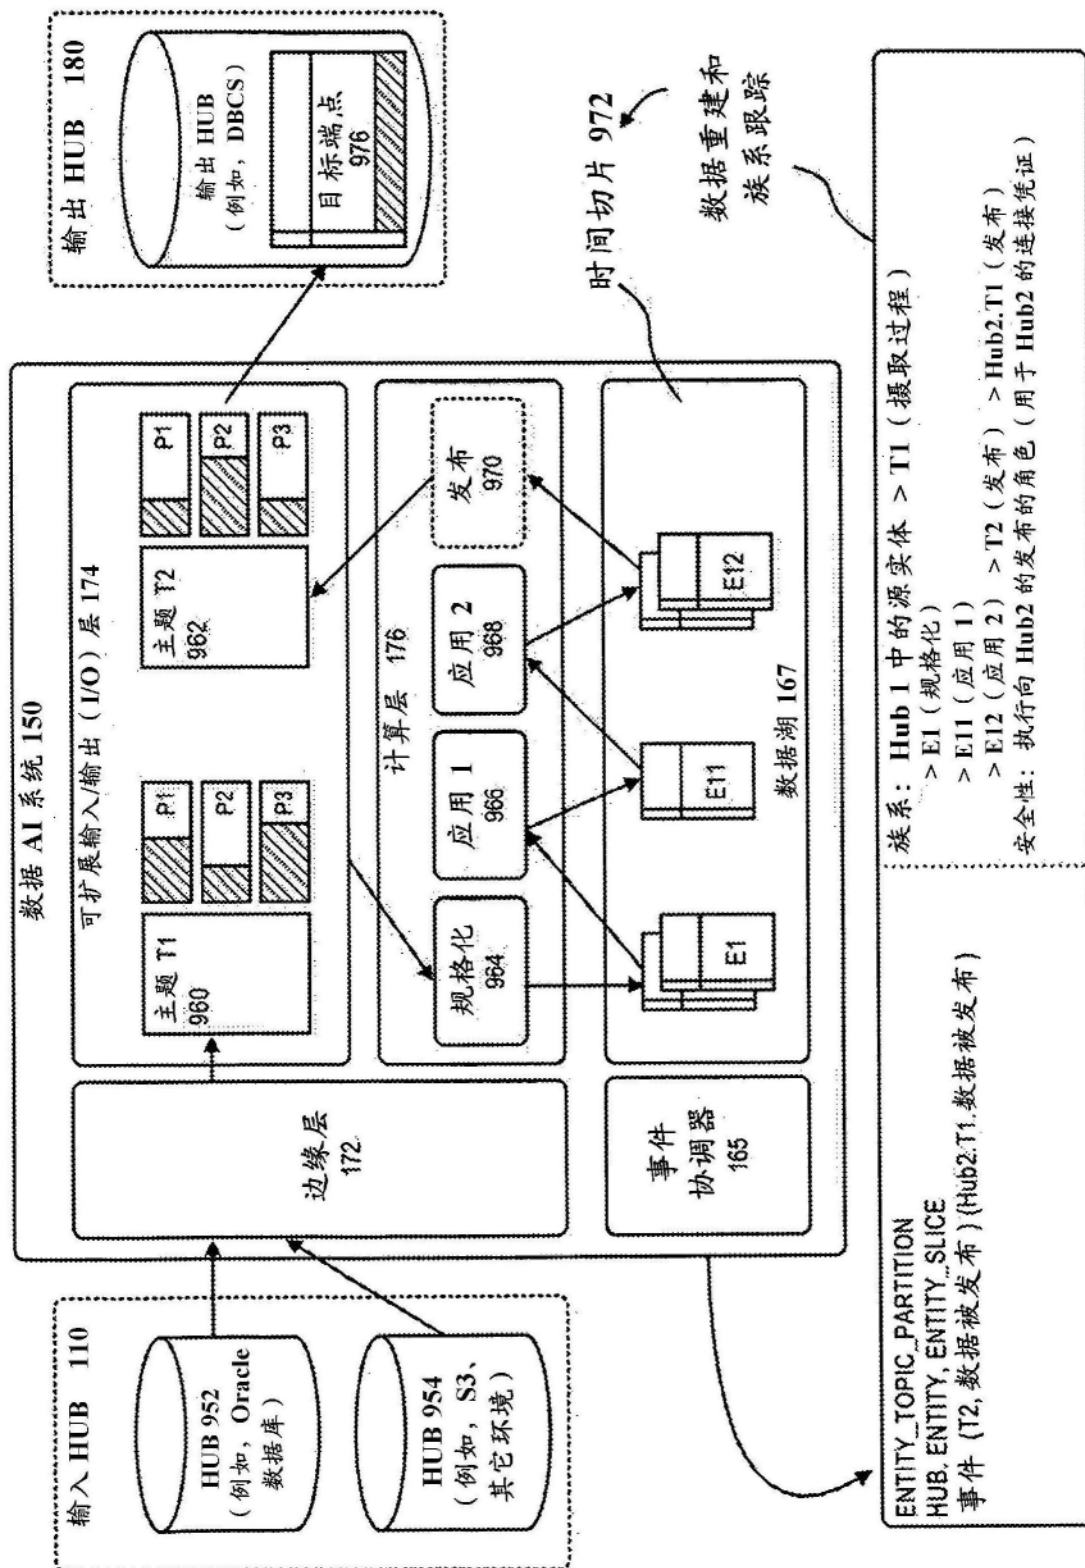 输入 HUB 110
HUB 952
（例如，Oracle
数据库）
HUB 954
（例如，S3、
其它环境）
数据 AI 系统 150
边缘层
172
事件
协调器
165
可扩展输入/输出（I/O）层 174
主题 T1
960
P1
P2
P3
主题 T2
962
P1
P2
P3
计算层 176
规格化
964
应用 1
966
应用 2
968
发布
970
E1
E11
E12
数据湖 167
输出 HUB 180
输出 HUB
（例如，DBCS）
目标端点
976
时间切片 972
数据重建和
族系跟踪
ENTITY_TOPIC_PARTITION
HUB. ENTITY, ENTITY_SLICE
事件 (T2, 数据被发布) (Hub2.T1.数据被发布)
族系：Hub 1 中的源实体 > T1（摄取过程）
> E1（规格化）
> E11（应用 1）
> E12（应用 2）> T2（发布）> Hub2.T1（发布）
安全性：执行向 Hub2 的发布的角色（用于 Hub2 的连接凭证）